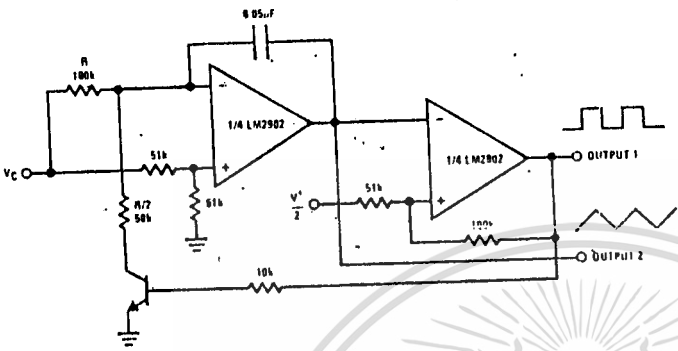 0.05µF
R
100k
1/4 LM2902
1/4 LM2902
OUTPUT 1
VC
51k
51k
V+
2
51k
R/2
50k
100k
OUTPUT 2
10k